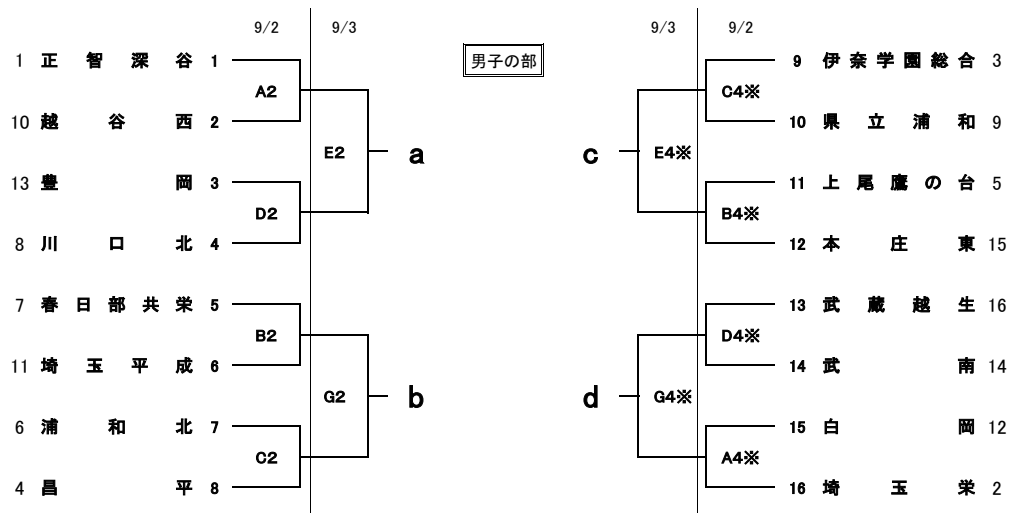 9/2 9/3 9/3 9/2
男子の部
1 正智深谷 1 9 伊奈学園総合 3
A2 C4※
10 越谷西 2 10 県立浦和 9
E2 a c E4※
13 豊岡 3 11 上尾鷹の台 5
D2 B4※
8 川口北 4 12 本庄東 15
7 春日部共栄 5 13 武蔵越生 16
B2 D4※
11 埼玉平成 6 14 武南 14
G2 b d G4※
6 浦和北 7 15 白岡 12
C2 A4※
4 昌平 8 16 埼玉栄 2